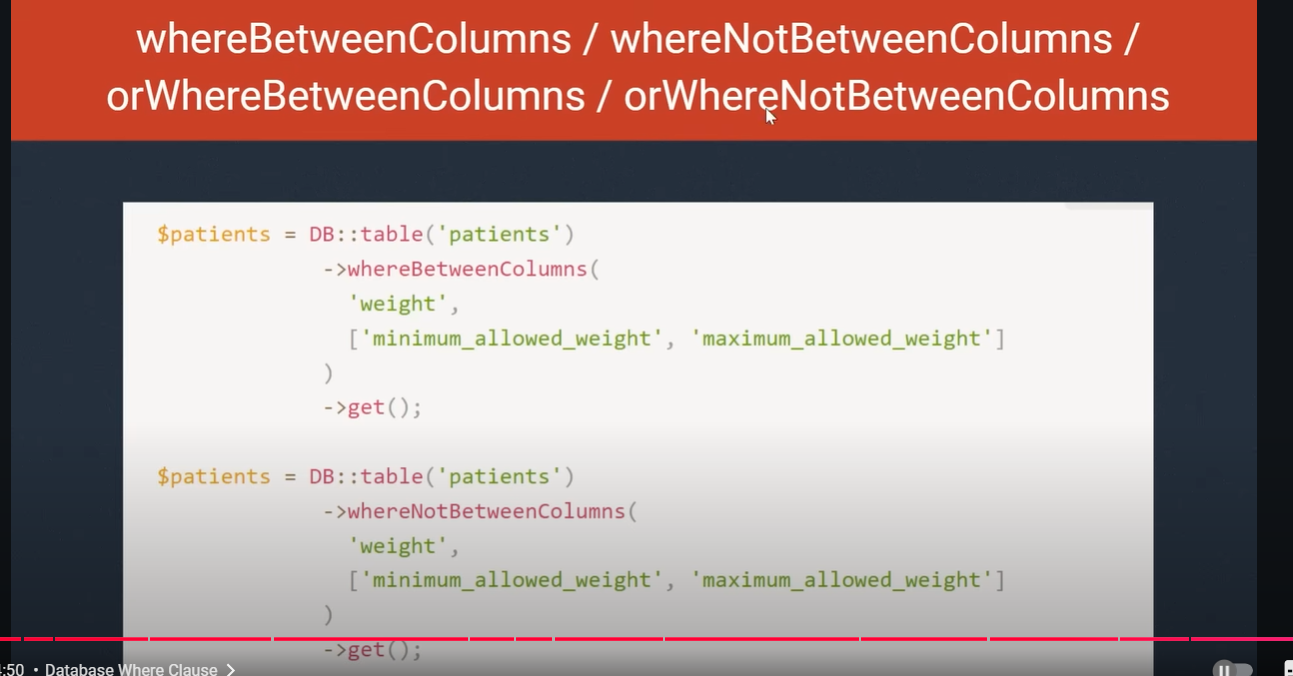 whereBetweenColumns / whereNotBetweenColumns /
orWhereBetweenColumns / orWhereNotBetweenColumns
$patients = DB::table('patients')
->whereBetweenColumns(
'weight',
['minimum_allowed_weight', 'maximum_allowed_weight']
)
->get();
$patients = DB::table('patients')
->whereNotBetweenColumns(
'weight',
['minimum_allowed_weight', 'maximum_allowed_weight']
)
->get();
:50 • Database Where Clause >